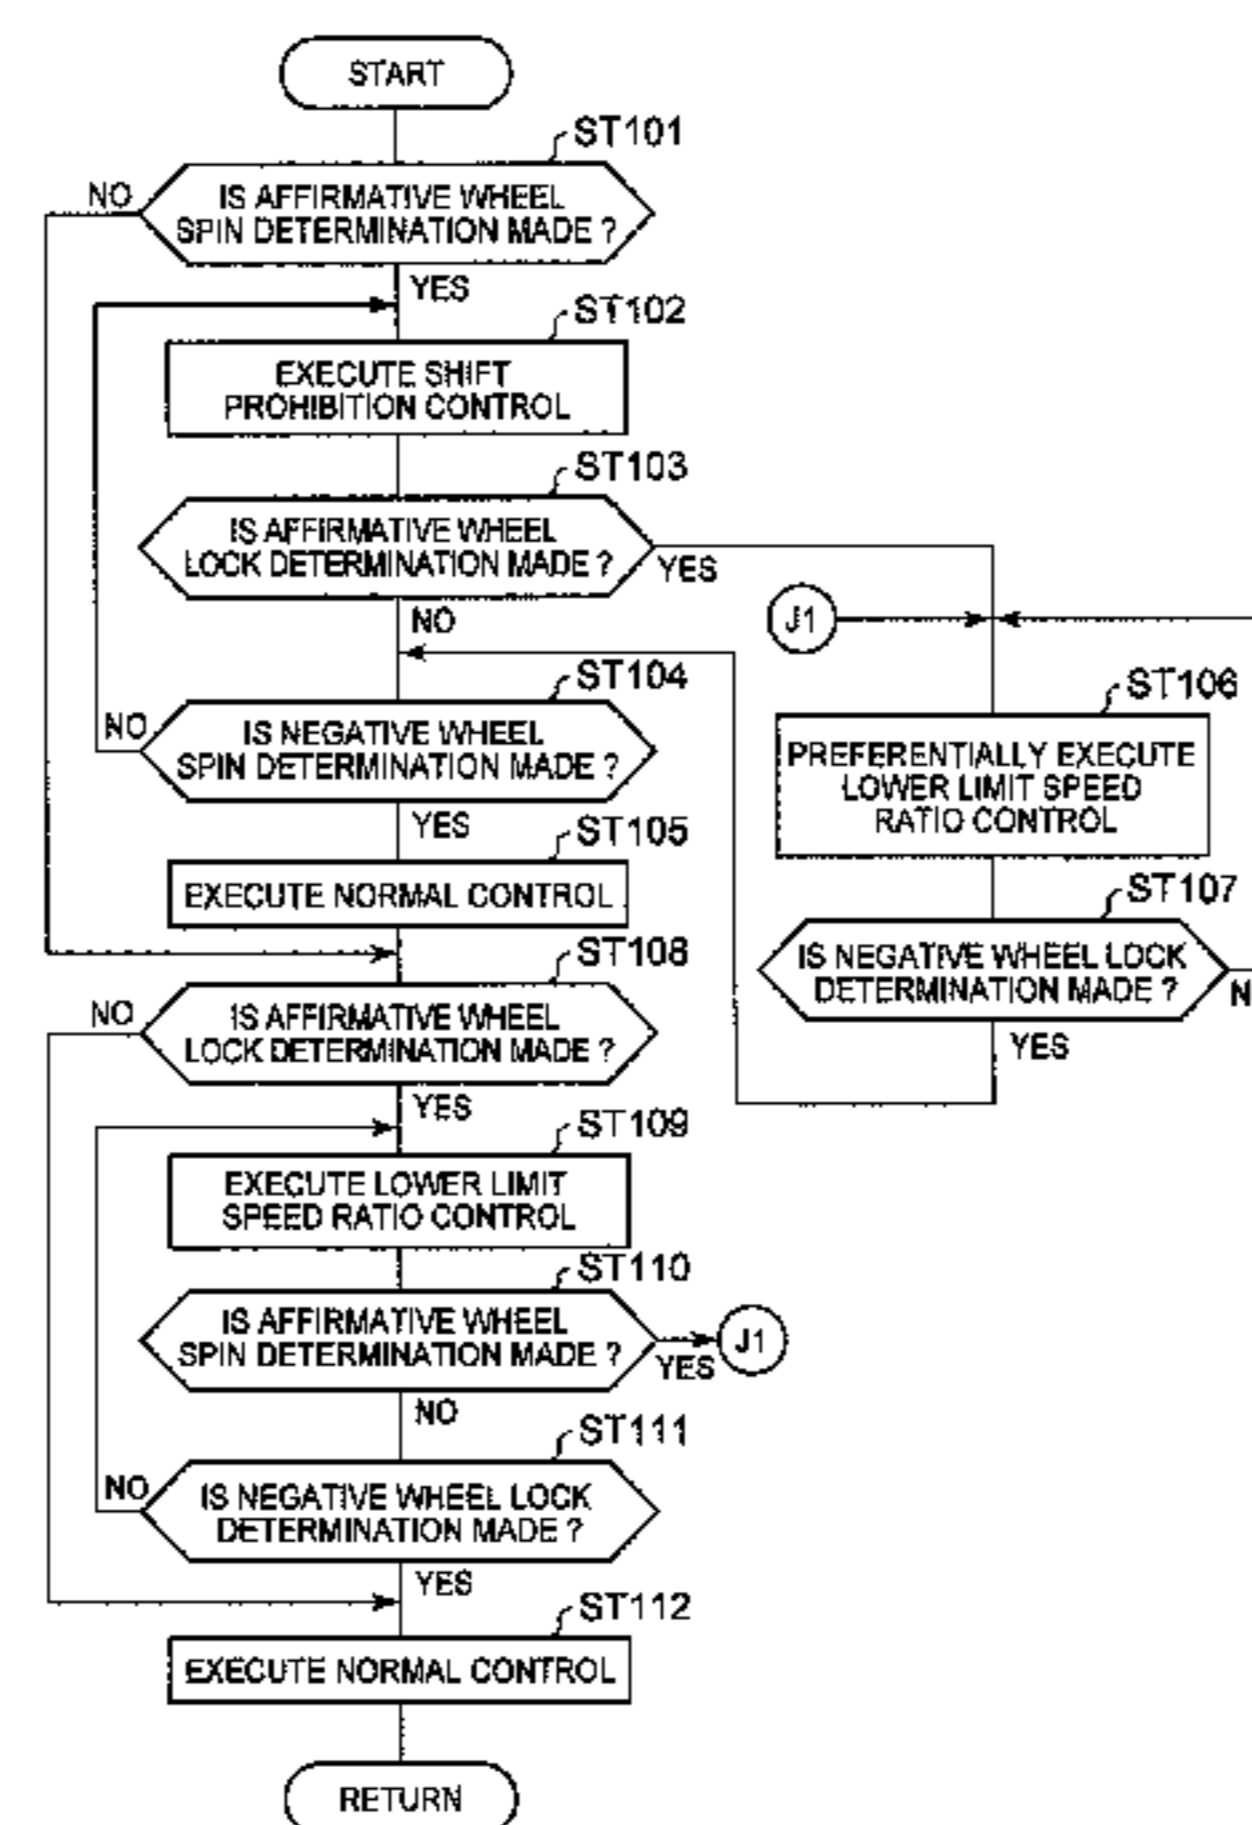 START
ST101
NO
IS AFFIRMATIVE WHEEL
SPIN DETERMINATION MADE ?
YES
ST102
EXECUTE SHIFT
PROHIBITION CONTROL
ST103
IS AFFIRMATIVE WHEEL
LOCK DETERMINATION MADE ?
YES
NO
J1
ST104
NO
IS NEGATIVE WHEEL
SPIN DETERMINATION MADE ?
YES
ST105
EXECUTE NORMAL CONTROL
ST106
PREFERENTIALLY EXECUTE
LOWER LIMIT SPEED
RATIO CONTROL
ST107
IS NEGATIVE WHEEL LOCK
DETERMINATION MADE ?
N
YES
ST108
NO
IS AFFIRMATIVE WHEEL
LOCK DETERMINATION MADE ?
YES
ST109
EXECUTE LOWER LIMIT
SPEED RATIO CONTROL
ST110
IS AFFIRMATIVE WHEEL
SPIN DETERMINATION MADE ?
YES
J1
NO
ST111
NO
IS NEGATIVE WHEEL LOCK
DETERMINATION MADE ?
YES
ST112
EXECUTE NORMAL CONTROL
RETURN